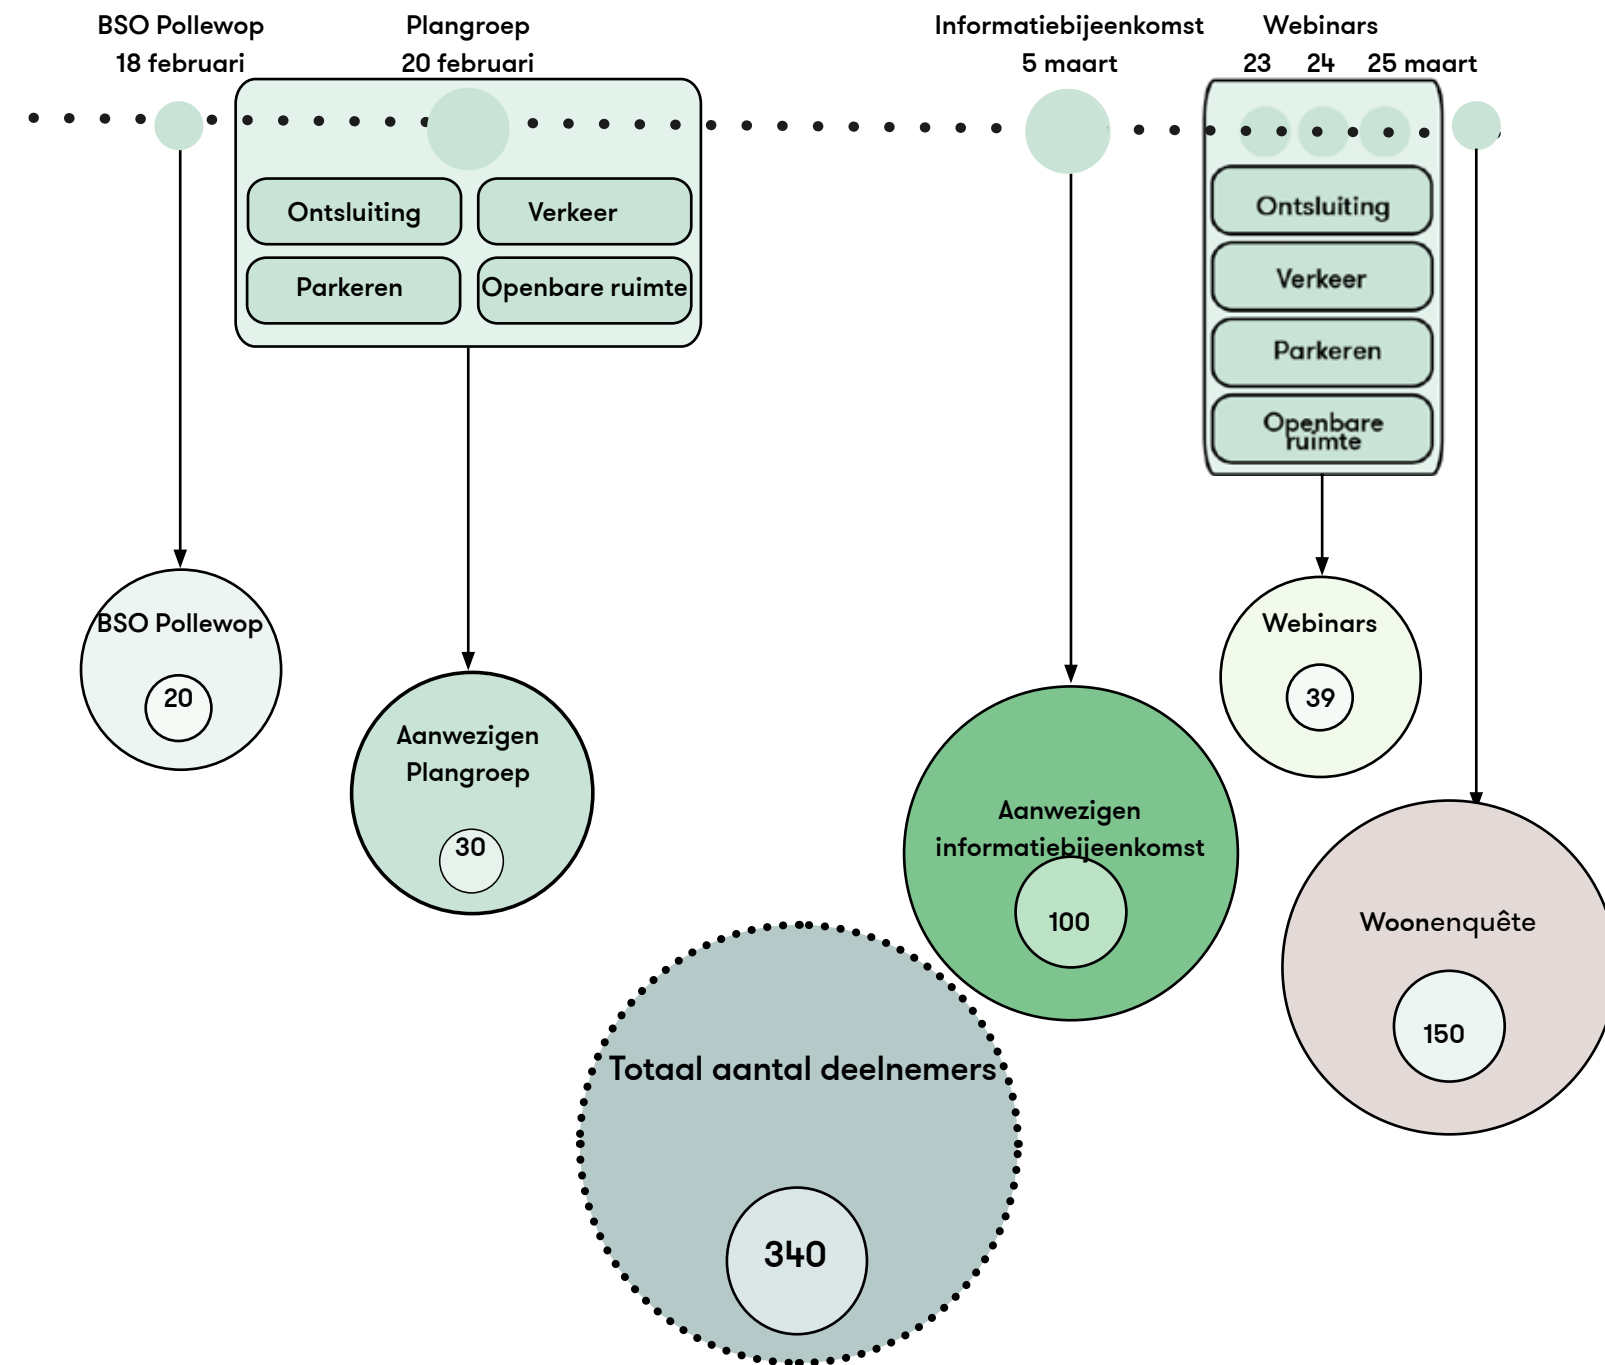 BSO Pollewop
18 februari
Plangroep
20 februari
Informatiebijeenkomst
5 maart
Webinars
23 24 25 maart
Ontsluiting
Verkeer
Parkeren
Openbare ruimte
Ontsluiting
Verkeer
Parkeren
Openbare
ruimte
BSO Pollewop
20
Aanwezigen
Plangroep
30
Aanwezigen
informatiebijeenkomst
100
Webinars
39
Woonenquête
150
Totaal aantal deelnemers
340